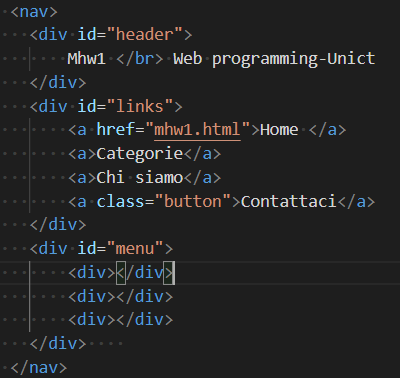 <nav>
<div id="header">
Mhw1 </br> Web programming-Unict
</div>
<div id="links">
<a href="mhw1.html">Home </a>
<a>Categorie</a>
<a>Chi siamo</a>
<a class="button">Contattaci</a>
</div>
<div id="menu">
<div></div>
<div></div>
<div></div>
</div>
</nav>